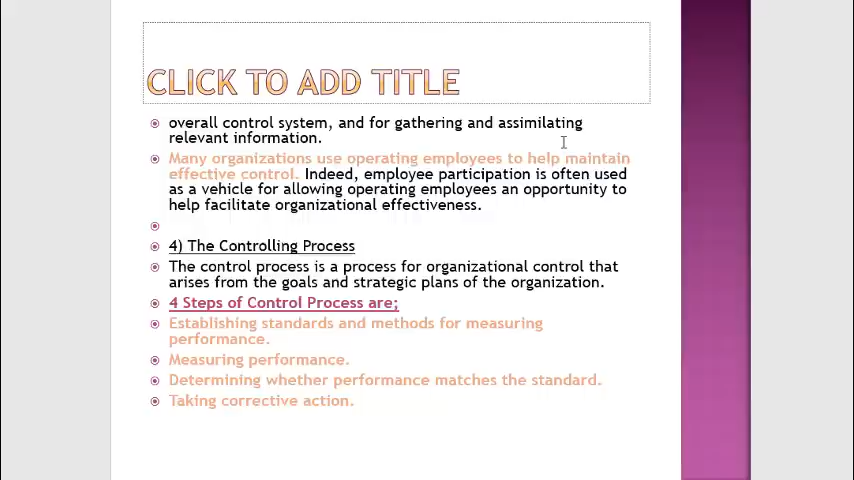 CLICK TO ADD TITLE
overall control system, and for gathering and assimilating
relevant information.
Many organizations use operating employees to help maintain
effective control. Indeed, employee participation is often used
as a vehicle for allowing operating employees an opportunity to
help facilitate organizational effectiveness.
4) The Controlling Process
The control process is a process for organizational control that
arises from the goals and strategic plans of the organization.
4 Steps of Control Process are;
Establishing standards and methods for measuring
performance.
Measuring performance.
Determining whether performance matches the standard.
Taking corrective action.